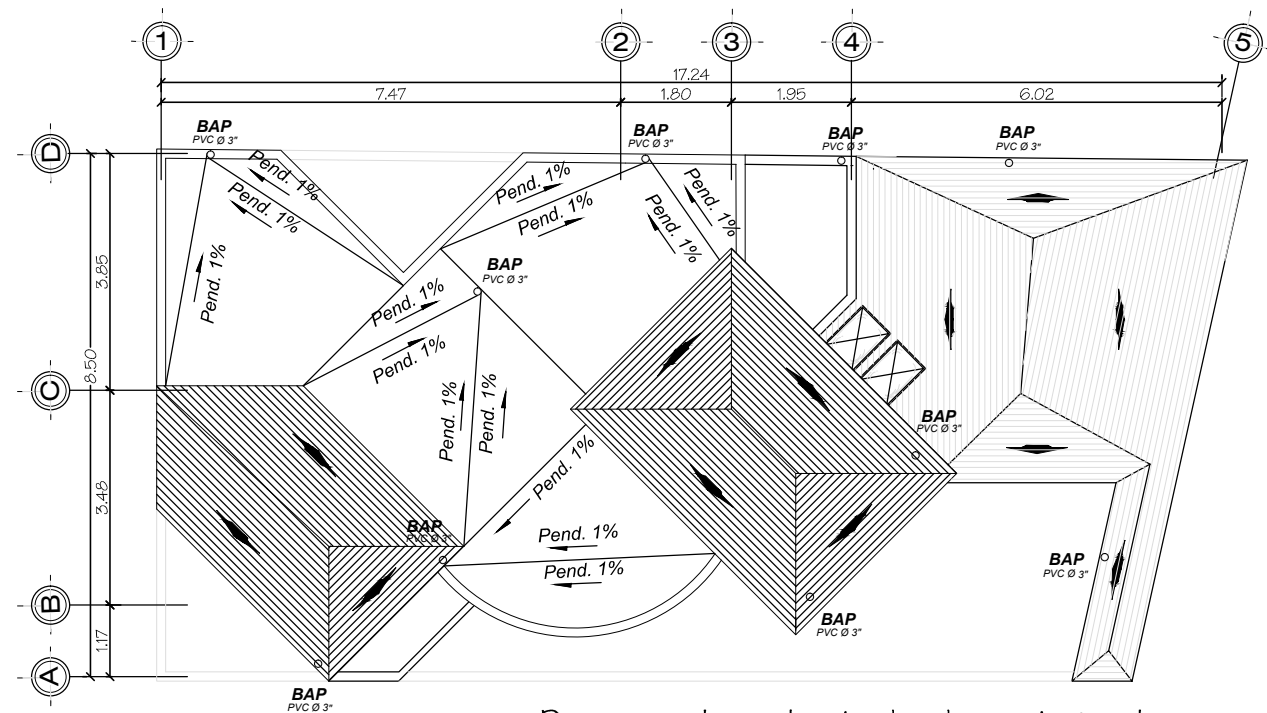 1
2
3
4
5
17.24
7.47
1.80
1.95
6.02
D
C
B
A
8.50
3.85
3.48
1.17
BAP
PVC Ø 3"
BAP
PVC Ø 3"
BAP
PVC Ø 3"
BAP
PVC Ø 3"
Pend. 1%
Pend. 1%
Pend. 1%
Pend. 1%
Pend. 1%
Pend. 1%
Pend. 1%
BAP
PVC Ø 3"
Pend. 1%
Pend. 1%
Pend. 1%
Pend. 1%
BAP
PVC Ø 3"
Pend. 1%
BAP
PVC Ø 3"
Pend. 1%
Pend. 1%
BAP
PVC Ø 3"
BAP
PVC Ø 3"
BAP
PVC Ø 3"